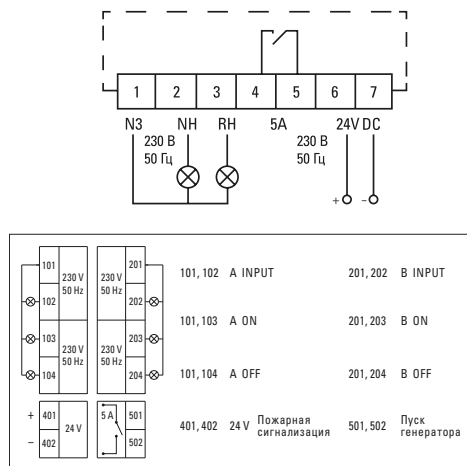 1 2 3 4 5 6 7
N3 NH RH 5A 24V DC
230 В 230 В
50 Гц 50 Гц
+ −
101 230 V 230 V 201
50 Hz 50 Hz
102 202
103 230 V 230 V 203
50 Hz 50 Hz
104 204
+ 401 24 V 5 A 501
− 402 502
101, 102 A INPUT 201, 202 B INPUT
101, 103 A ON 201, 203 B ON
101, 104 A OFF 201, 204 B OFF
401, 402 24 V Пожарная 501, 502 Пуск
сигнализация генератора